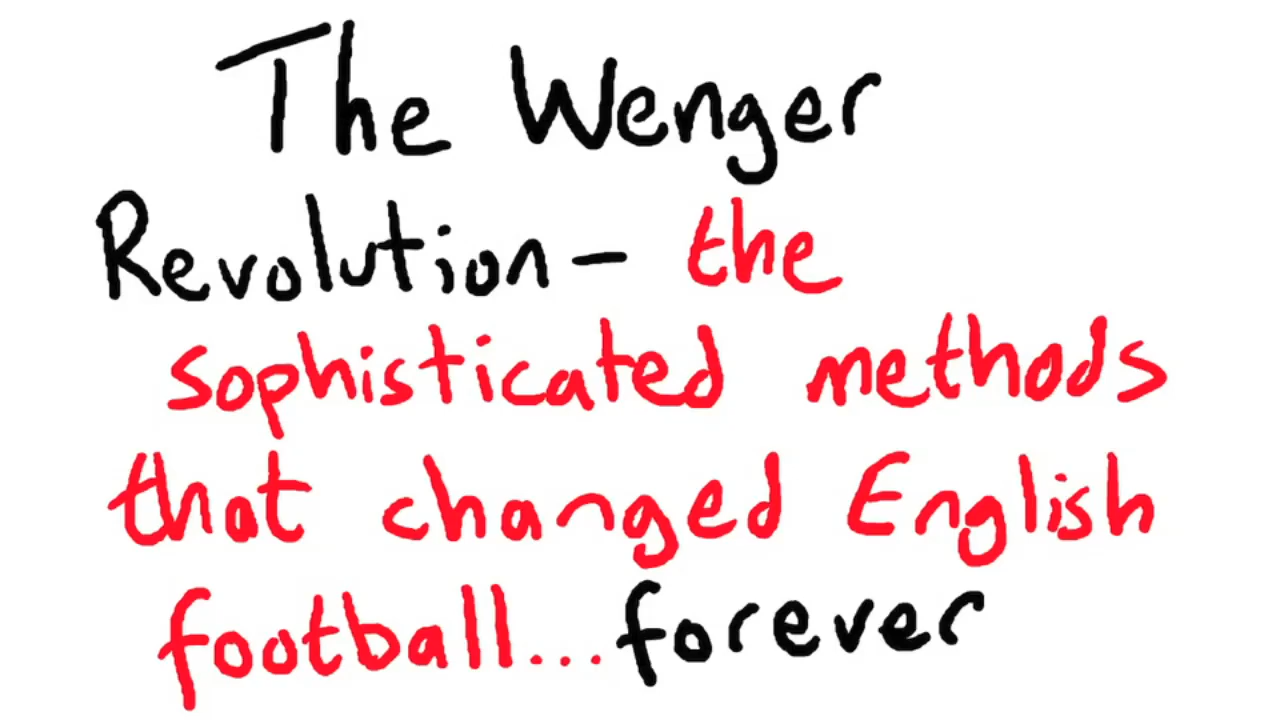 The Wenger
Revolution- the
sophisticated methods
that changed English
football...forever